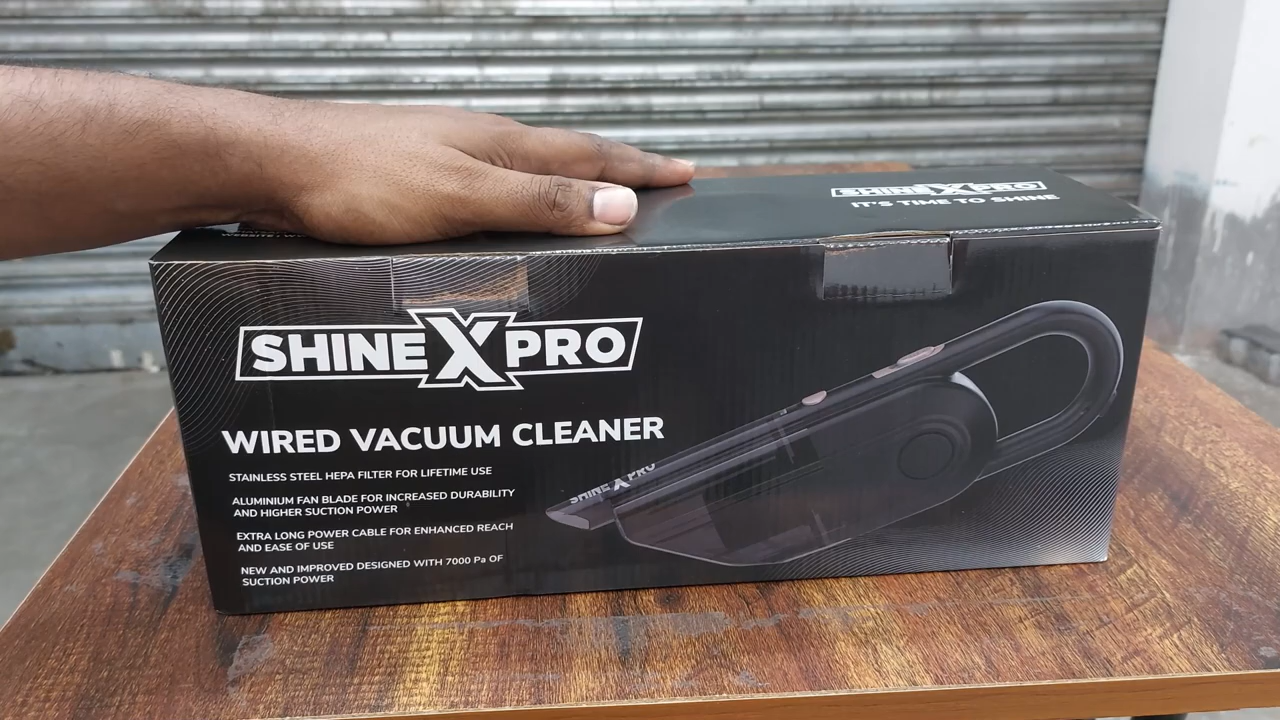 SHINE X PRO
IT'S TIME TO SHINE
SHINE X PRO
WIRED VACUUM CLEANER
STAINLESS STEEL HEPA FILTER FOR LIFETIME USE
ALUMINIUM FAN BLADE FOR INCREASED DURABILITY
AND HIGHER SUCTION POWER
EXTRA LONG POWER CABLE FOR ENHANCED REACH
AND EASE OF USE
NEW AND IMPROVED DESIGNED WITH 7000 Pa OF
SUCTION POWER
SHINE X PRO